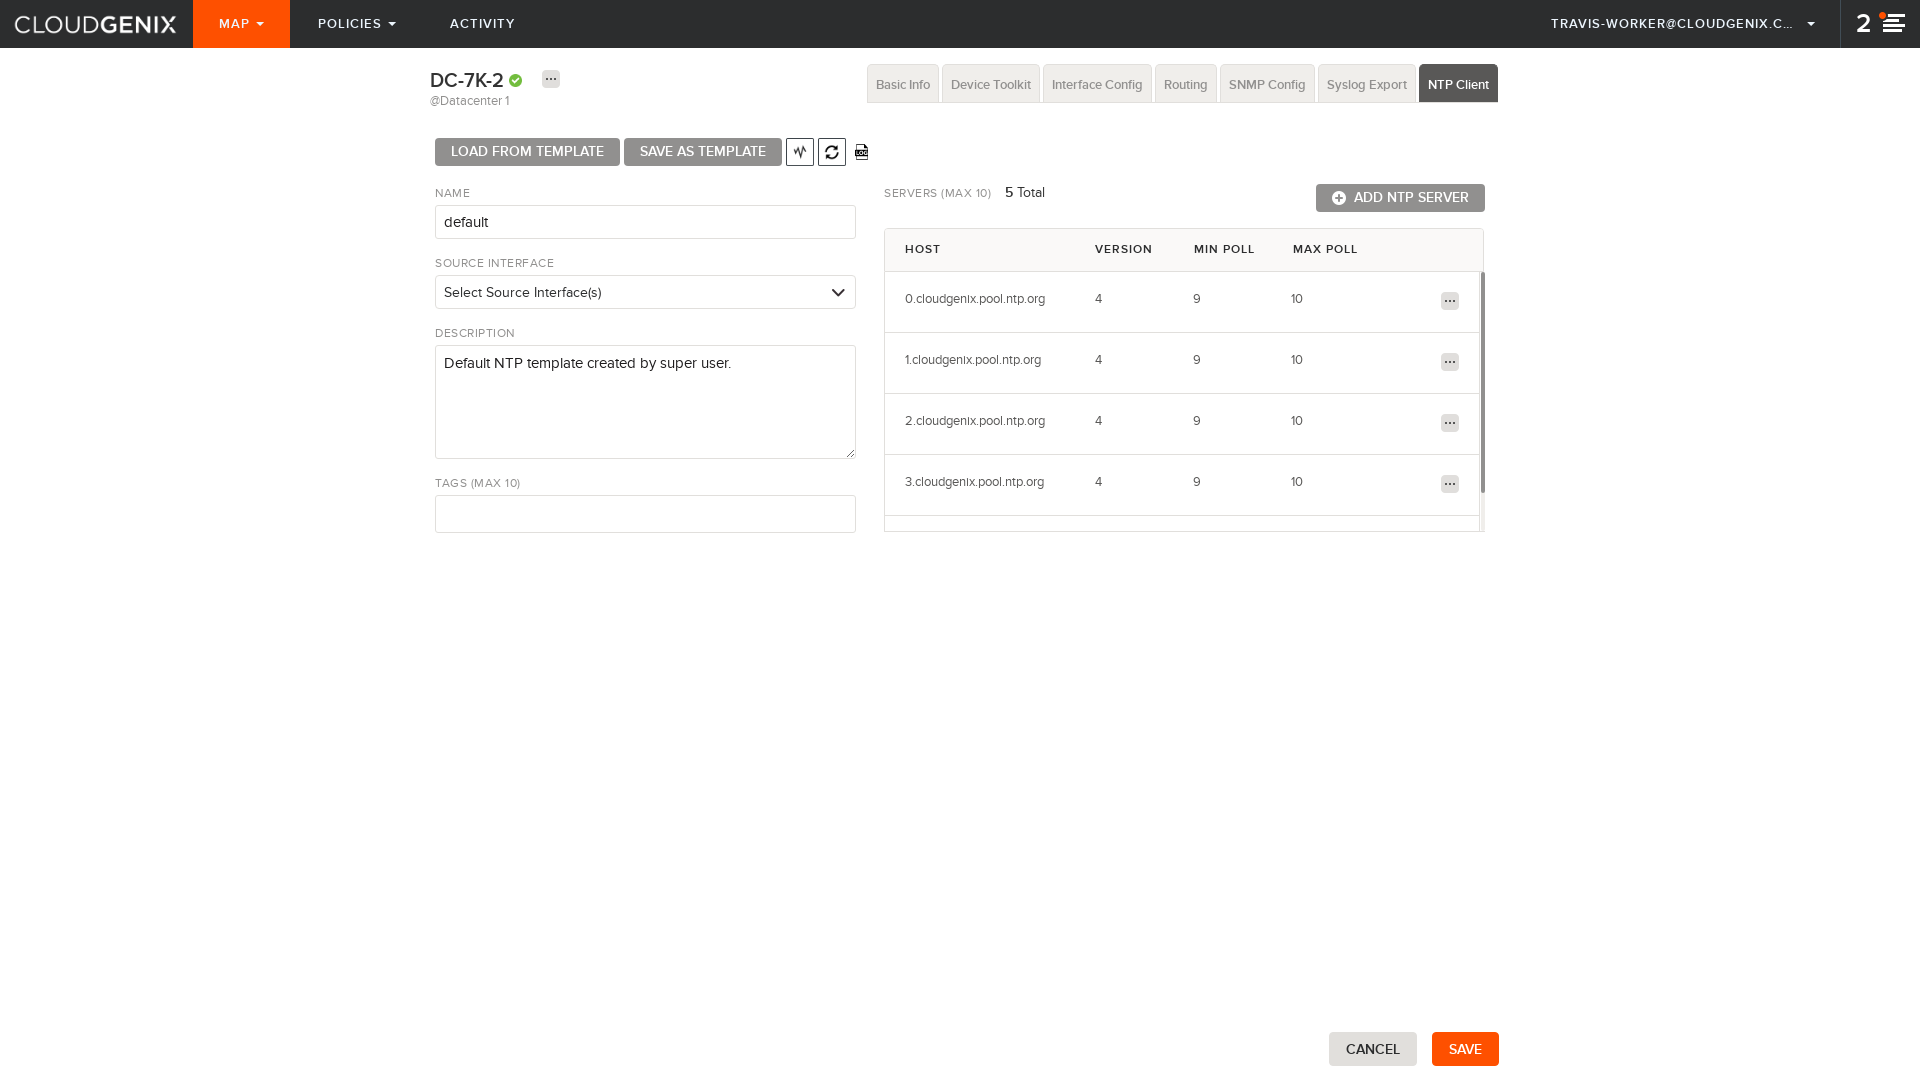 CLOUDGENIX
MAP
POLICIES
ACTIVITY
TRAVIS-WORKER@CLOUDGENIX.C...
2
DC-7K-2
@Datacenter 1
Basic Info
Device Toolkit
Interface Config
Routing
SNMP Config
Syslog Export
NTP Client
LOAD FROM TEMPLATE
SAVE AS TEMPLATE
LOG
NAME
default
SOURCE INTERFACE
Select Source Interface(s)
DESCRIPTION
Default NTP template created by super user.
TAGS (MAX 10)
SERVERS (MAX 10) 5 Total
ADD NTP SERVER
HOST VERSION MIN POLL MAX POLL
0.cloudgenix.pool.ntp.org 4 9 10
1.cloudgenix.pool.ntp.org 4 9 10
2.cloudgenix.pool.ntp.org 4 9 10
3.cloudgenix.pool.ntp.org 4 9 10
CANCEL
SAVE